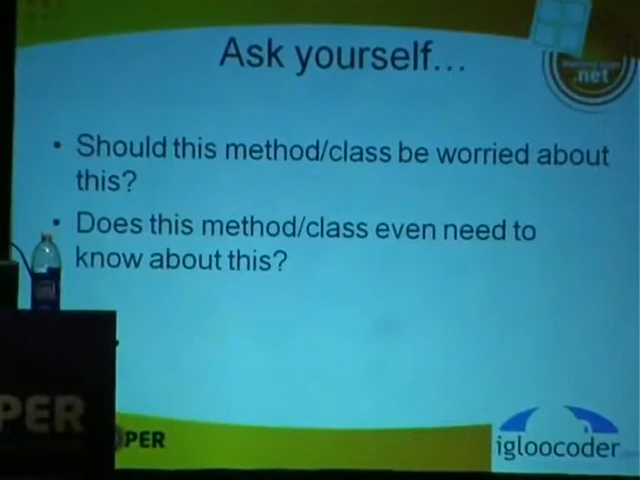 Ask yourself...
.net
• Should this method/class be worried about
this?
• Does this method/class even need to
know about this?
PER
PER
igloocoder